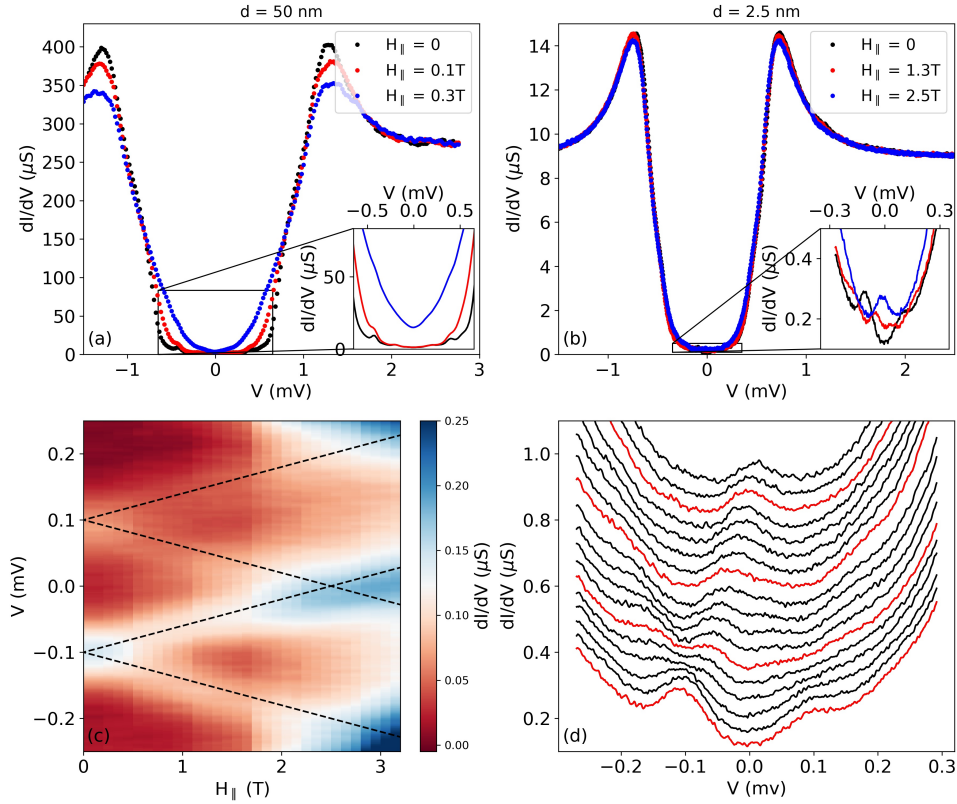 d = 50 nm
400
350
300
250
200
150
100
50
0
dI/dV (μS)
H∥ = 0
H∥ = 0.1T
H∥ = 0.3T
V (mV)
−0.5 0.0 0.5
dI/dV (μS)
50
0
(a)
−1 0 1 2 3
V (mV)
d = 2.5 nm
14
12
10
8
6
4
2
0
dI/dV (μS)
H∥ = 0
H∥ = 1.3T
H∥ = 2.5T
V (mV)
−0.3 0.0 0.3
dI/dV (μS)
0.4
0.2
(b)
−1 0 1 2
V (mV)
0.2
0.1
0.0
−0.1
−0.2
V (mV)
(c)
0 1 2 3
H∥ (T)
0.25
0.20
0.15
0.10
0.05
0.00
dI/dV (μS)
1.0
0.8
0.6
0.4
0.2
dI/dV (μS)
(d)
−0.2 −0.1 0.0 0.1 0.2 0.3
V (mv)